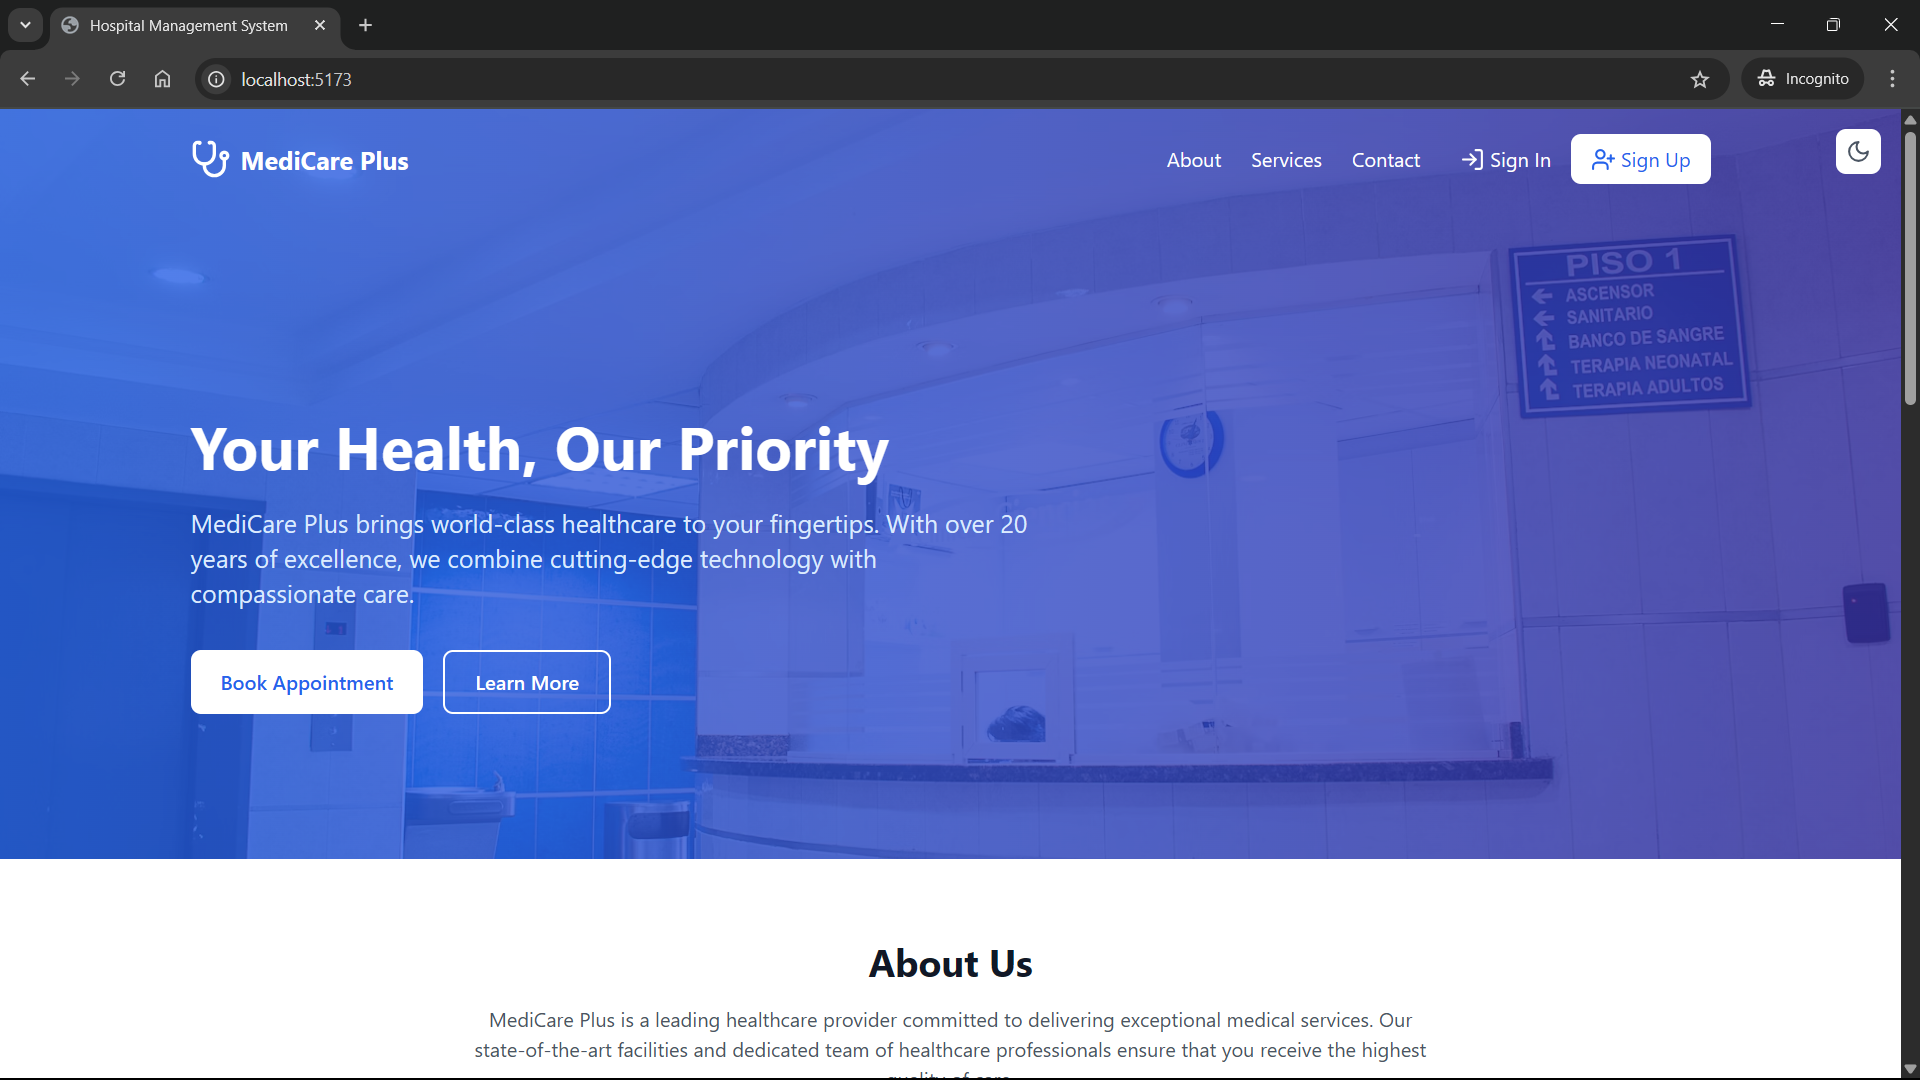 Hospital Management System
localhost:5173
Incognito
MediCare Plus
About
Services
Contact
Sign In
Sign Up
PISO 1
ASCENSOR
SANITARIO
BANCO DE SANGRE
TERAPIA NEONATAL
TERAPIA ADULTOS
Your Health, Our Priority
MediCare Plus brings world-class healthcare to your fingertips. With over 20
years of excellence, we combine cutting-edge technology with
compassionate care.
Book Appointment
Learn More
About Us
MediCare Plus is a leading healthcare provider committed to delivering exceptional medical services. Our
state-of-the-art facilities and dedicated team of healthcare professionals ensure that you receive the highest